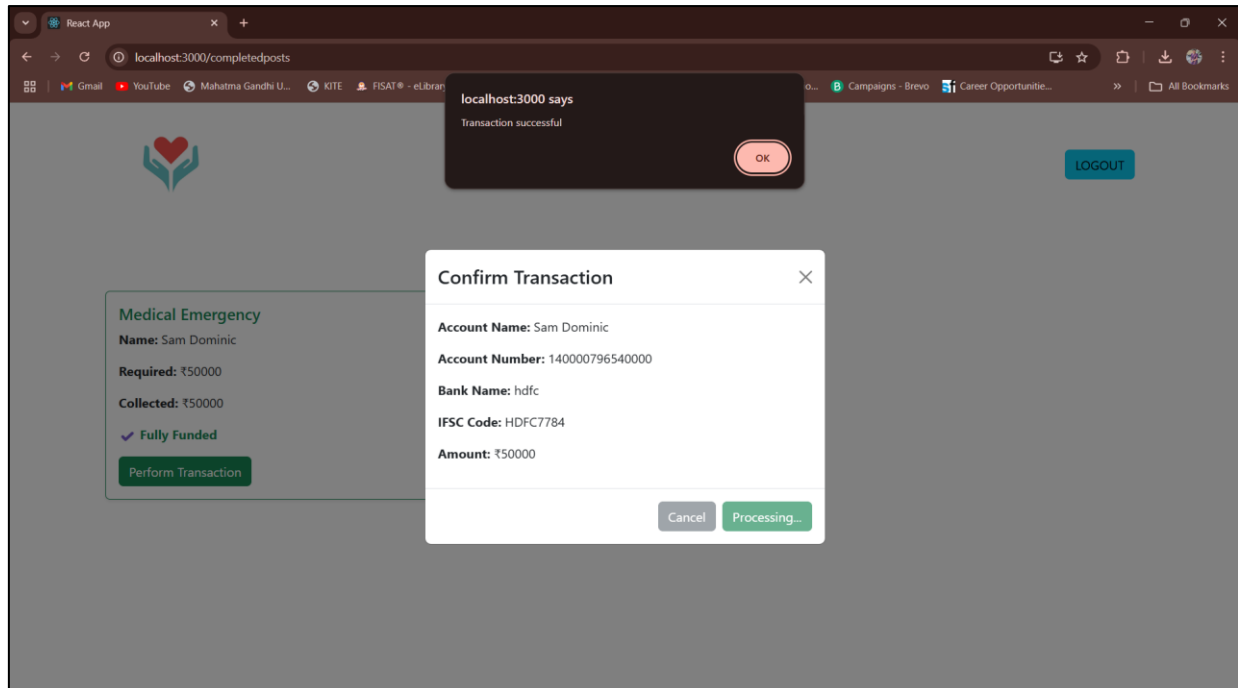 React App
localhost:3000/completedposts
Gmail YouTube Mahatma Gandhi U... KITE FISAT® - eLibrar o... Campaigns - Brevo Career Opportunitie... » All Bookmarks
localhost:3000 says
Transaction successful
OK
LOGOUT
Confirm Transaction
Account Name: Sam Dominic
Account Number: 140000796540000
Bank Name: hdfc
IFSC Code: HDFC7784
Amount: ₹50000
Cancel Processing...
Medical Emergency
Name: Sam Dominic
Required: ₹50000
Collected: ₹50000
Fully Funded
Perform Transaction